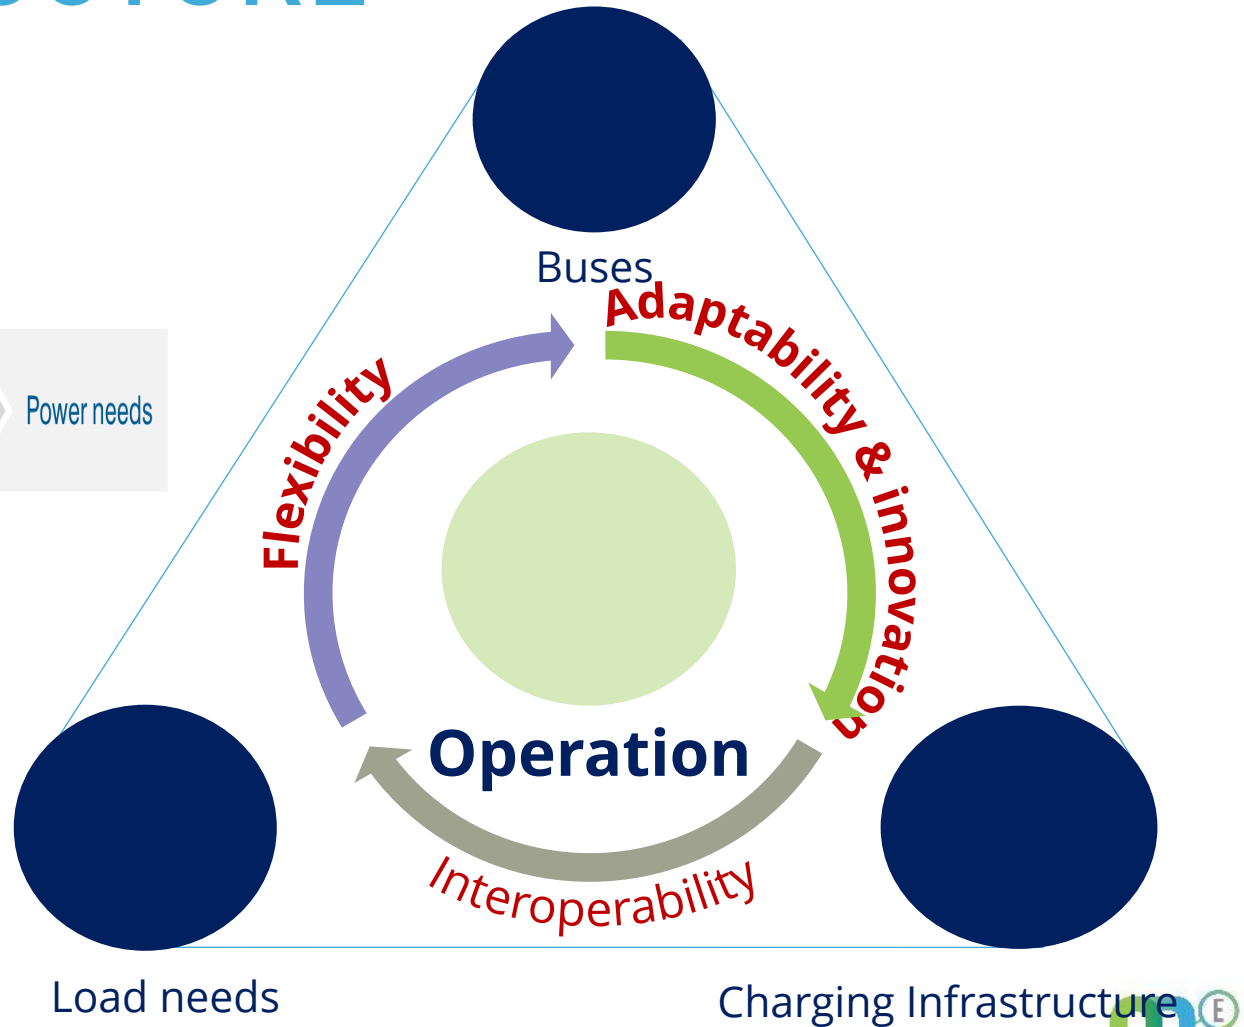 Buses
Adaptability & innovation
Flexibility
Power needs
Operation
Interoperability
Load needs
Charging Infrastructure
E